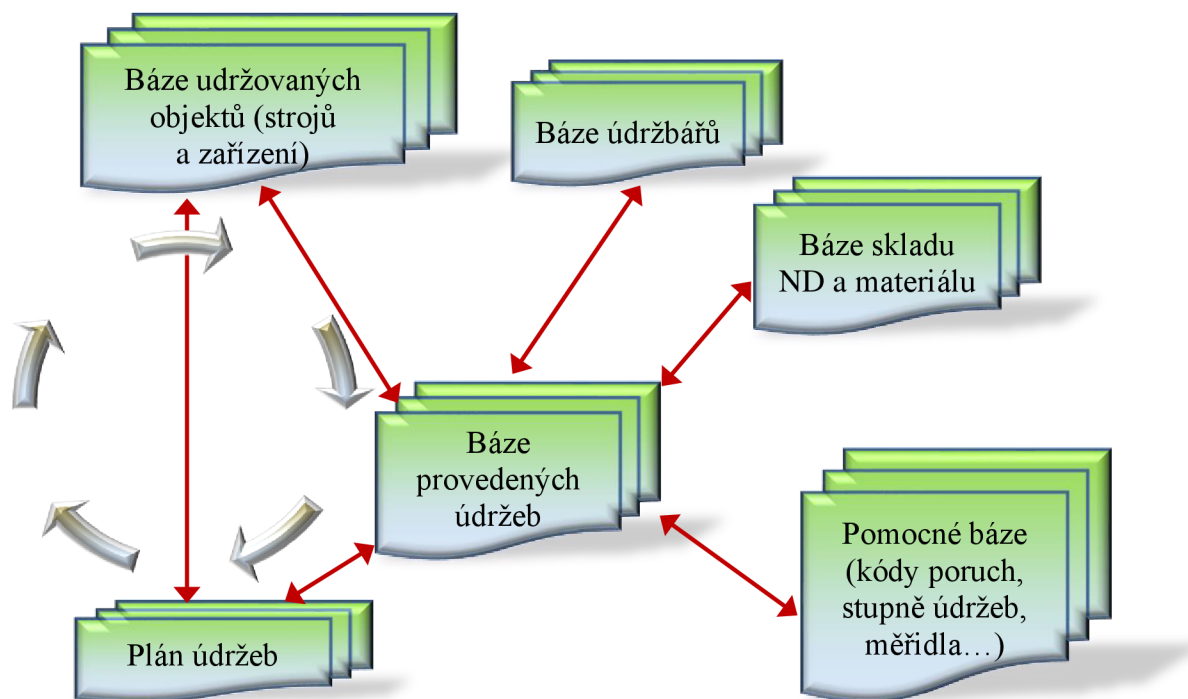 Báze udržovaných
objektů (strojů
a zařízení)
Báze údržbářů
Báze skladu
ND a materiálu
Báze
provedených
údržeb
Pomocné báze
(kódy poruch,
stupně údržeb,
měřidla…)
Plán údržeb